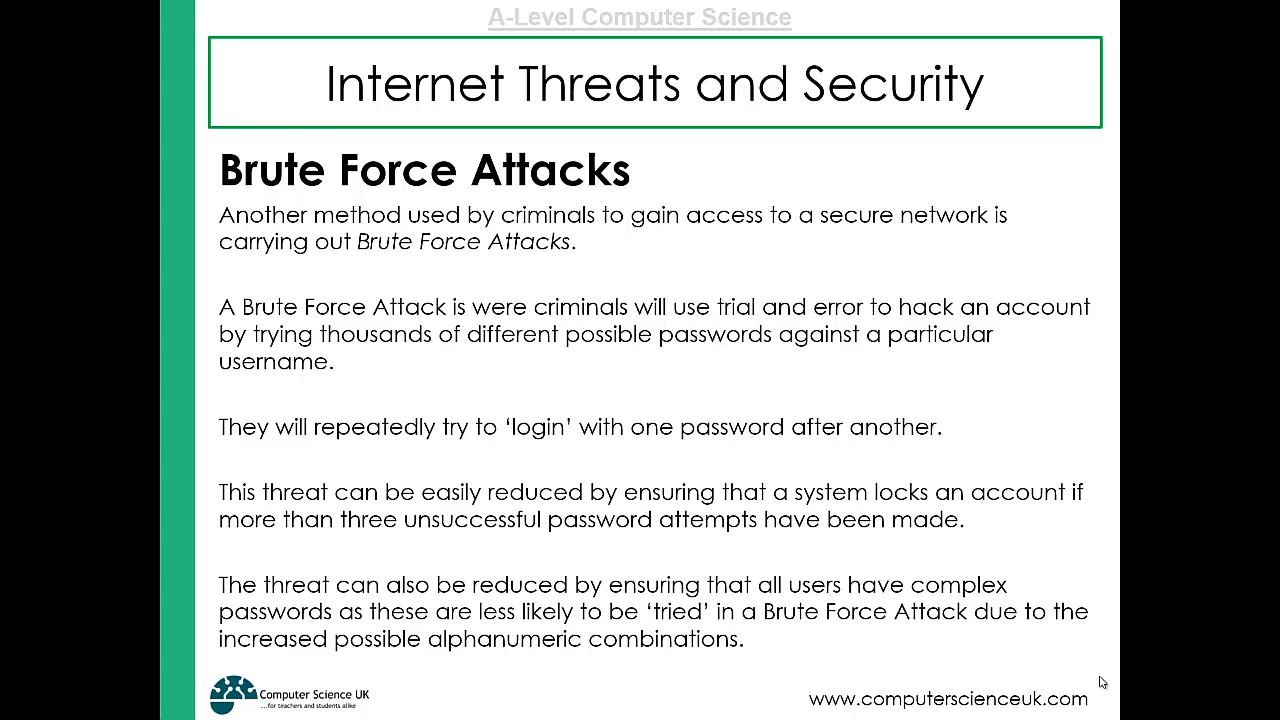 A-Level Computer Science
Internet Threats and Security
Brute Force Attacks
Another method used by criminals to gain access to a secure network is
carrying out Brute Force Attacks.
A Brute Force Attack is were criminals will use trial and error to hack an account
by trying thousands of different possible passwords against a particular
username.
They will repeatedly try to ‘login’ with one password after another.
This threat can be easily reduced by ensuring that a system locks an account if
more than three unsuccessful password attempts have been made.
The threat can also be reduced by ensuring that all users have complex
passwords as these are less likely to be ‘tried’ in a Brute Force Attack due to the
increased possible alphanumeric combinations.
Computer Science UK
...for teachers and students alike
www.computerscienceuk.com